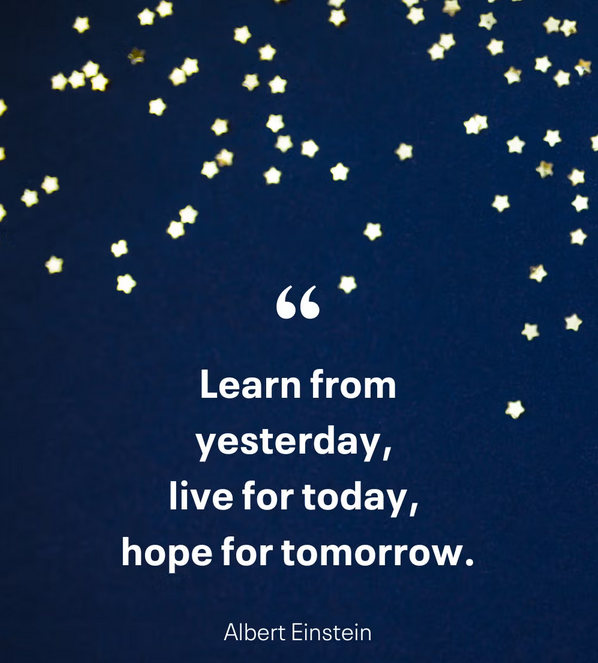 “
Learn from
yesterday,
live for today,
hope for tomorrow.
Albert Einstein